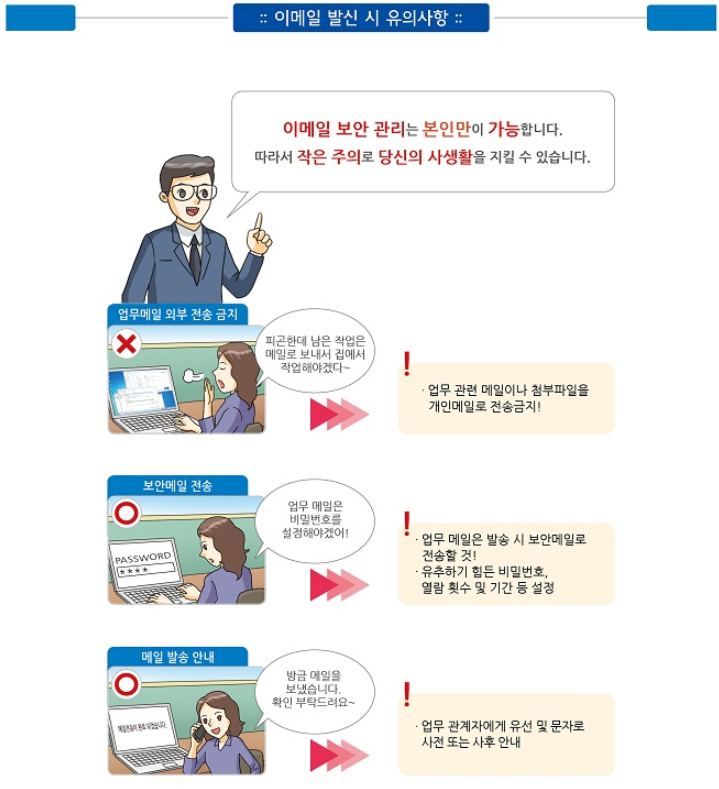 :: 이메일 발신 시 유의사항 ::
이메일 보안 관리는 본인만이 가능합니다.
따라서 작은 주의로 당신의 사생활을 지킬 수 있습니다.
업무메일 외부 전송 금지
피곤한데 남은 작업은
메일로 보내서 집에서
작업해야겠다~
!
· 업무 관련 메일이나 첨부파일을
개인메일로 전송금지!
보안메일 전송
PASSWORD
****
업무 메일은
비밀번호를
설정해야겠어!
!
· 업무 메일은 발송 시 보안메일로
전송할 것!
· 유추하기 힘든 비밀번호,
열람 횟수 및 기간 등 설정
메일 발송 안내
방금 메일을
보냈습니다.
확인 부탁드려요~
!
· 업무 관계자에게 유선 및 문자로
사전 또는 사후 안내